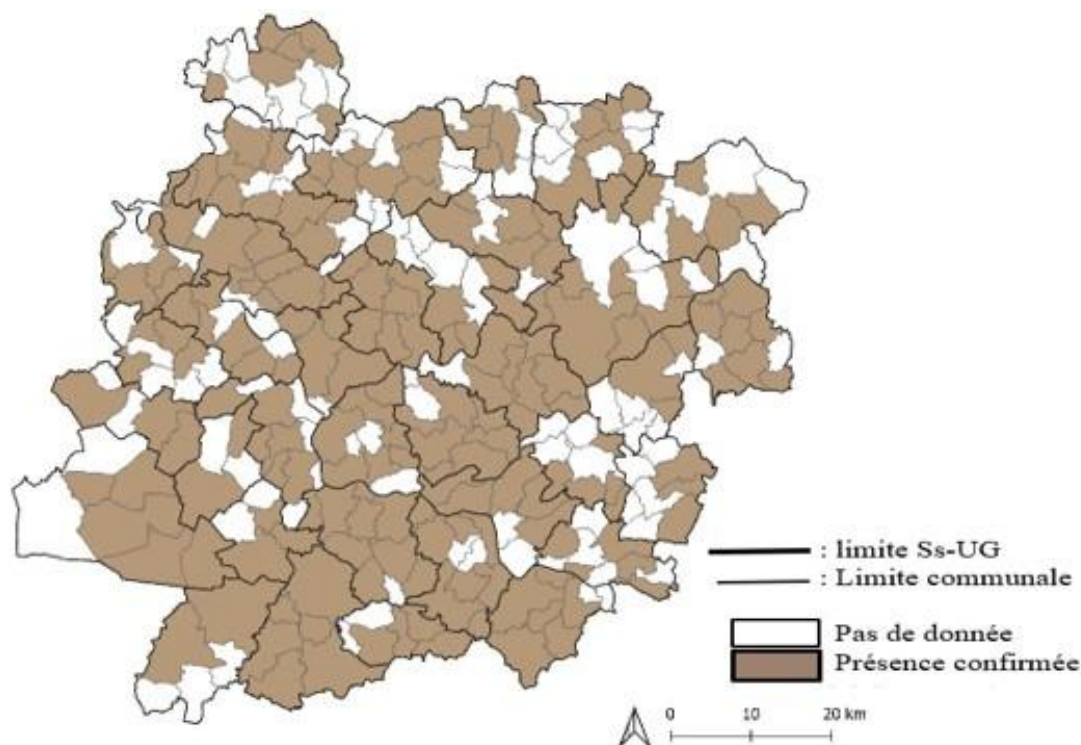 : limite Ss-UG
: Limite communale
Pas de donnée
Présence confirmée
0 10 20 km